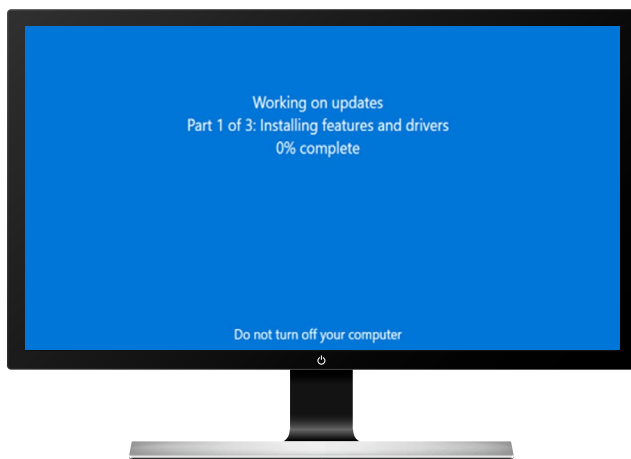 Working on updates
Part 1 of 3: Installing features and drivers
0% complete
Do not turn off your computer